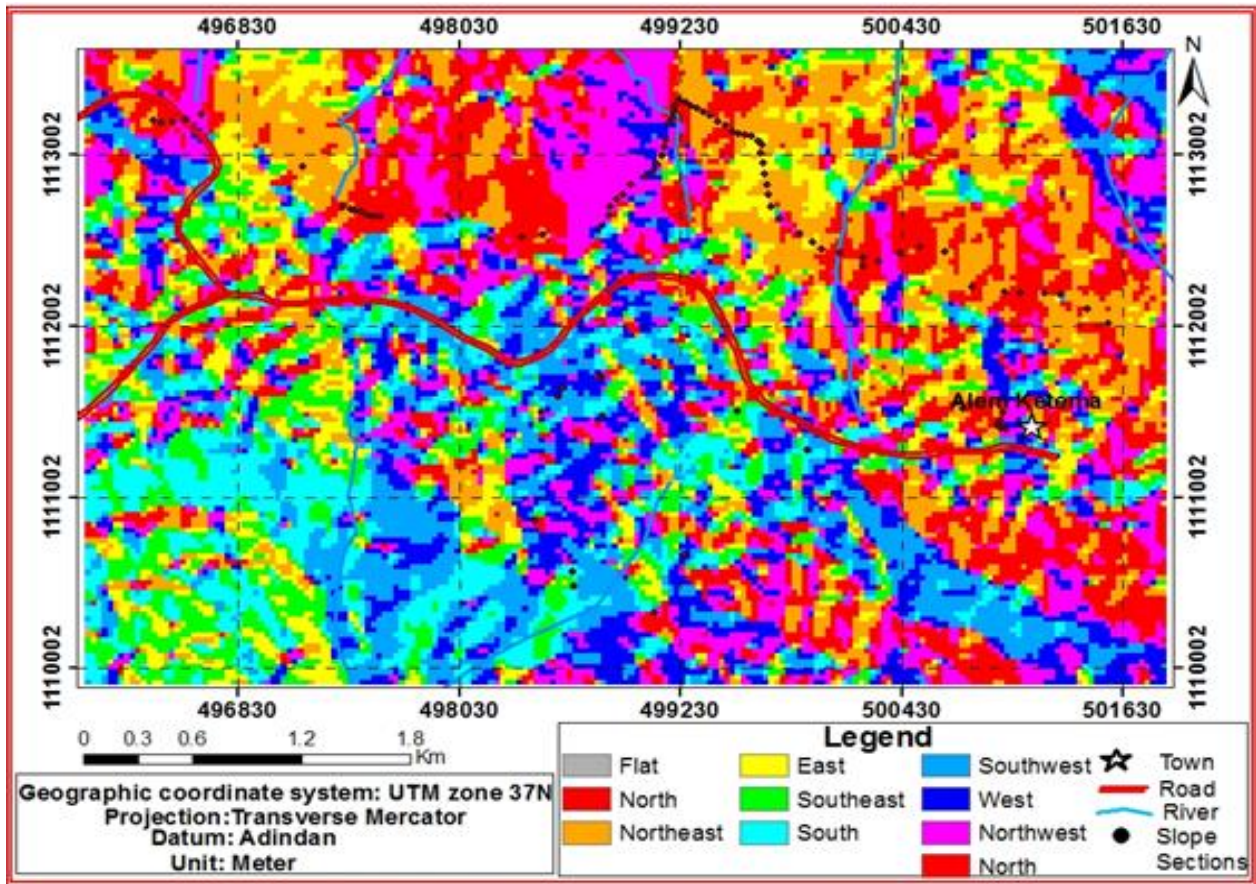 496830 498030 499230 500430 501630
N
1113002 1113002
1112002 1112002
Alem Ketema
1111002 1111002
1110002 1110002
496830 498030 499230 500430 501630
0 0.3 0.6 1.2 1.8
Km
Geographic coordinate system: UTM zone 37N
Projection:Transverse Mercator
Datum: Adindan
Unit: Meter
Legend
Flat East Southwest Town
North Southeast West Road
Northeast South Northwest River
North Slope
Sections